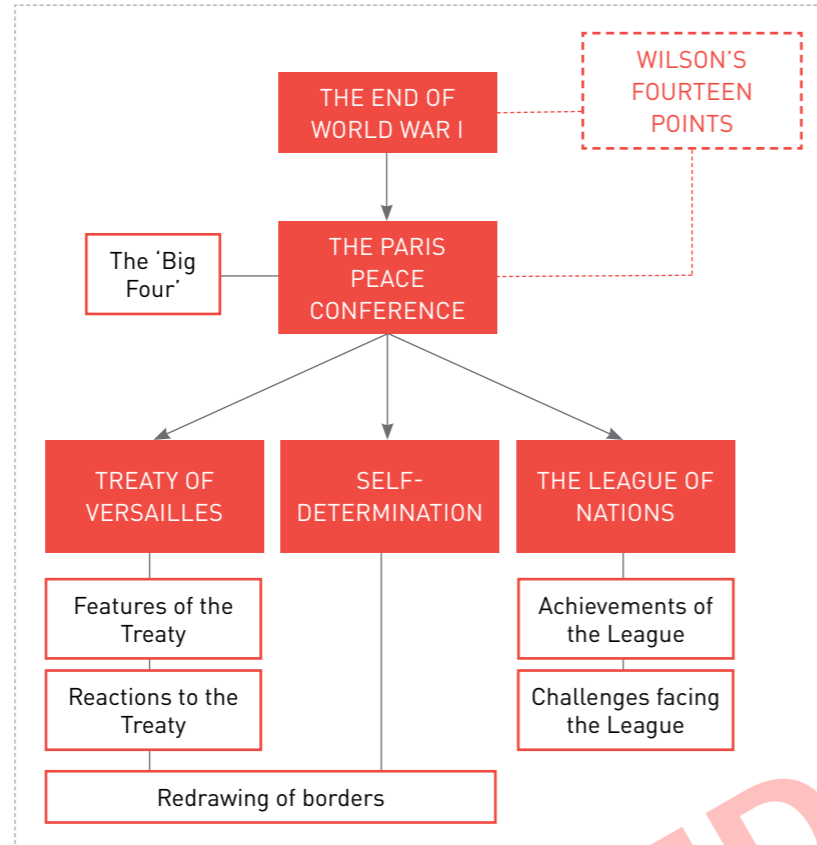 THE END OF
WORLD WAR I
WILSON'S
FOURTEEN
POINTS
The ‘Big
Four’
THE PARIS
PEACE
CONFERENCE
TREATY OF
VERSAILLES
SELF-
DETERMINATION
THE LEAGUE OF
NATIONS
Features of the
Treaty
Reactions to the
Treaty
Achievements of
the League
Challenges facing
the League
Redrawing of borders